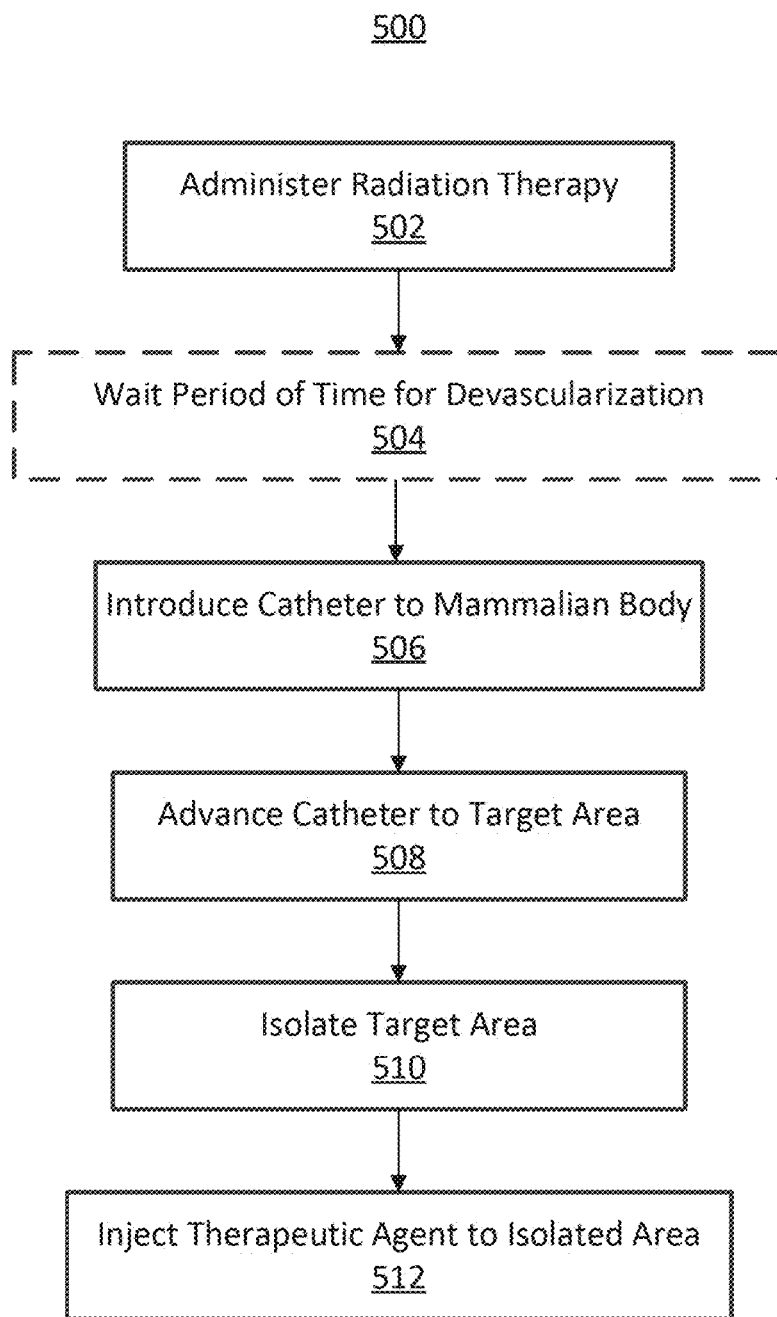 500
Administer Radiation Therapy
502
Wait Period of Time for Devascularization
504
Introduce Catheter to Mammalian Body
506
Advance Catheter to Target Area
508
Isolate Target Area
510
Inject Therapeutic Agent to Isolated Area
512